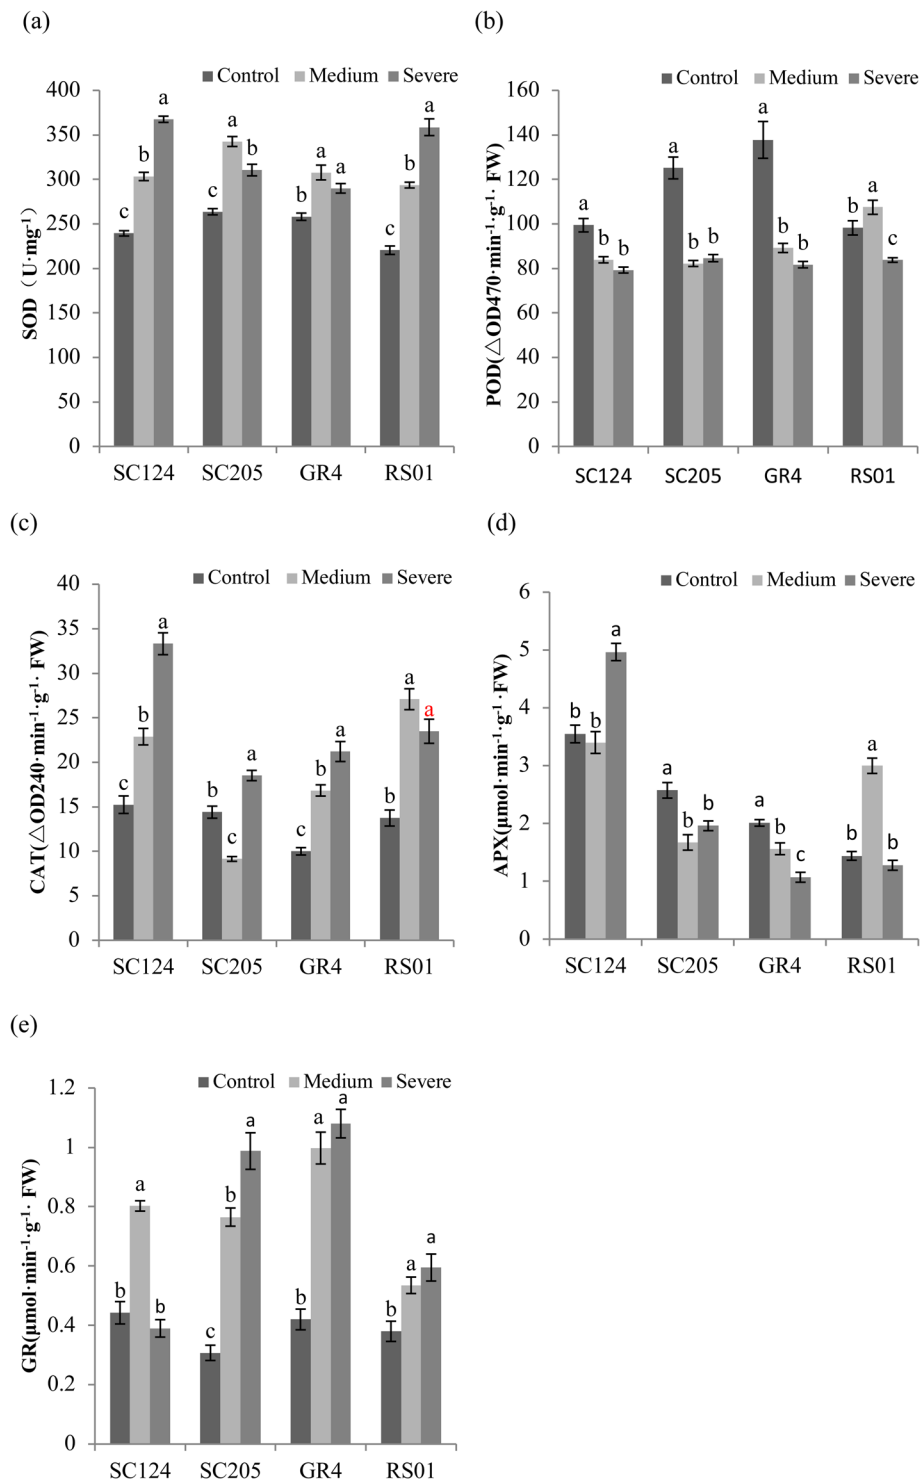 (a)
Control Medium Severe
SOD（U·mg⁻¹）
400
350
300
250
200
150
100
50
0
c b a
c a b
b a a
c b a
SC124 SC205 GR4 RS01
(b)
Control Medium Severe
POD(△OD470·min⁻¹·g⁻¹· FW)
160
140
120
100
80
60
40
20
0
a b b
a b b
a b b
b a c
SC124 SC205 GR4 RS01
(c)
Control Medium Severe
CAT(△OD240·min⁻¹·g⁻¹· FW)
40
35
30
25
20
15
10
5
0
c b a
b c a
c b a
b a a
SC124 SC205 GR4 RS01
(d)
Control Medium Severe
APX(μmol·min⁻¹·g⁻¹ ·FW)
6
5
4
3
2
1
0
b b a
a b b
a b c
b a b
SC124 SC205 GR4 RS01
(e)
Control Medium Severe
GR(μmol·min⁻¹·g⁻¹· FW)
1.2
1
0.8
0.6
0.4
0.2
0
b a b
c b a
b a a
b a a
SC124 SC205 GR4 RS01